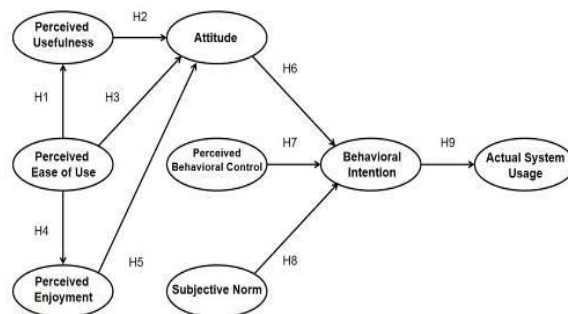 H2
Perceived
Usefulness
Attitude
H6
H1
H3
H7
H9
Perceived
Ease of Use
Perceived
Behavioral Control
Behavioral
Intention
Actual System
Usage
H4
H5
H8
Perceived
Enjoyment
Subjective Norm